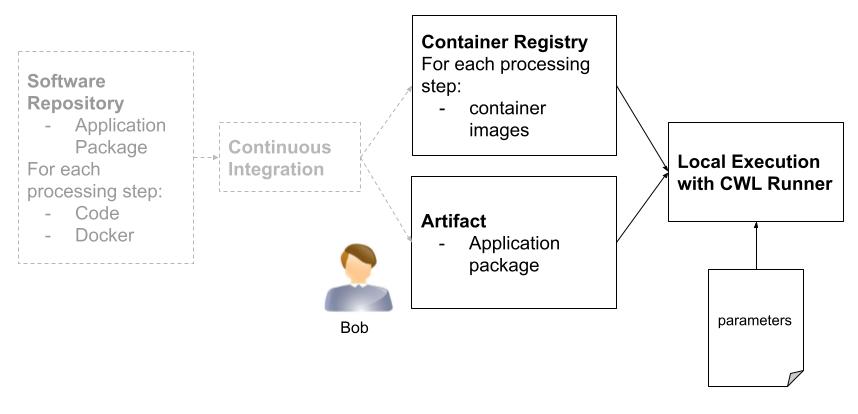 Software
Repository
- Application
Package
For each
processing step:
- Code
- Docker
Continuous
Integration
Container Registry
For each processing
step:
- container
images
Artifact
- Application
package
Bob
Local Execution
with CWL Runner
parameters